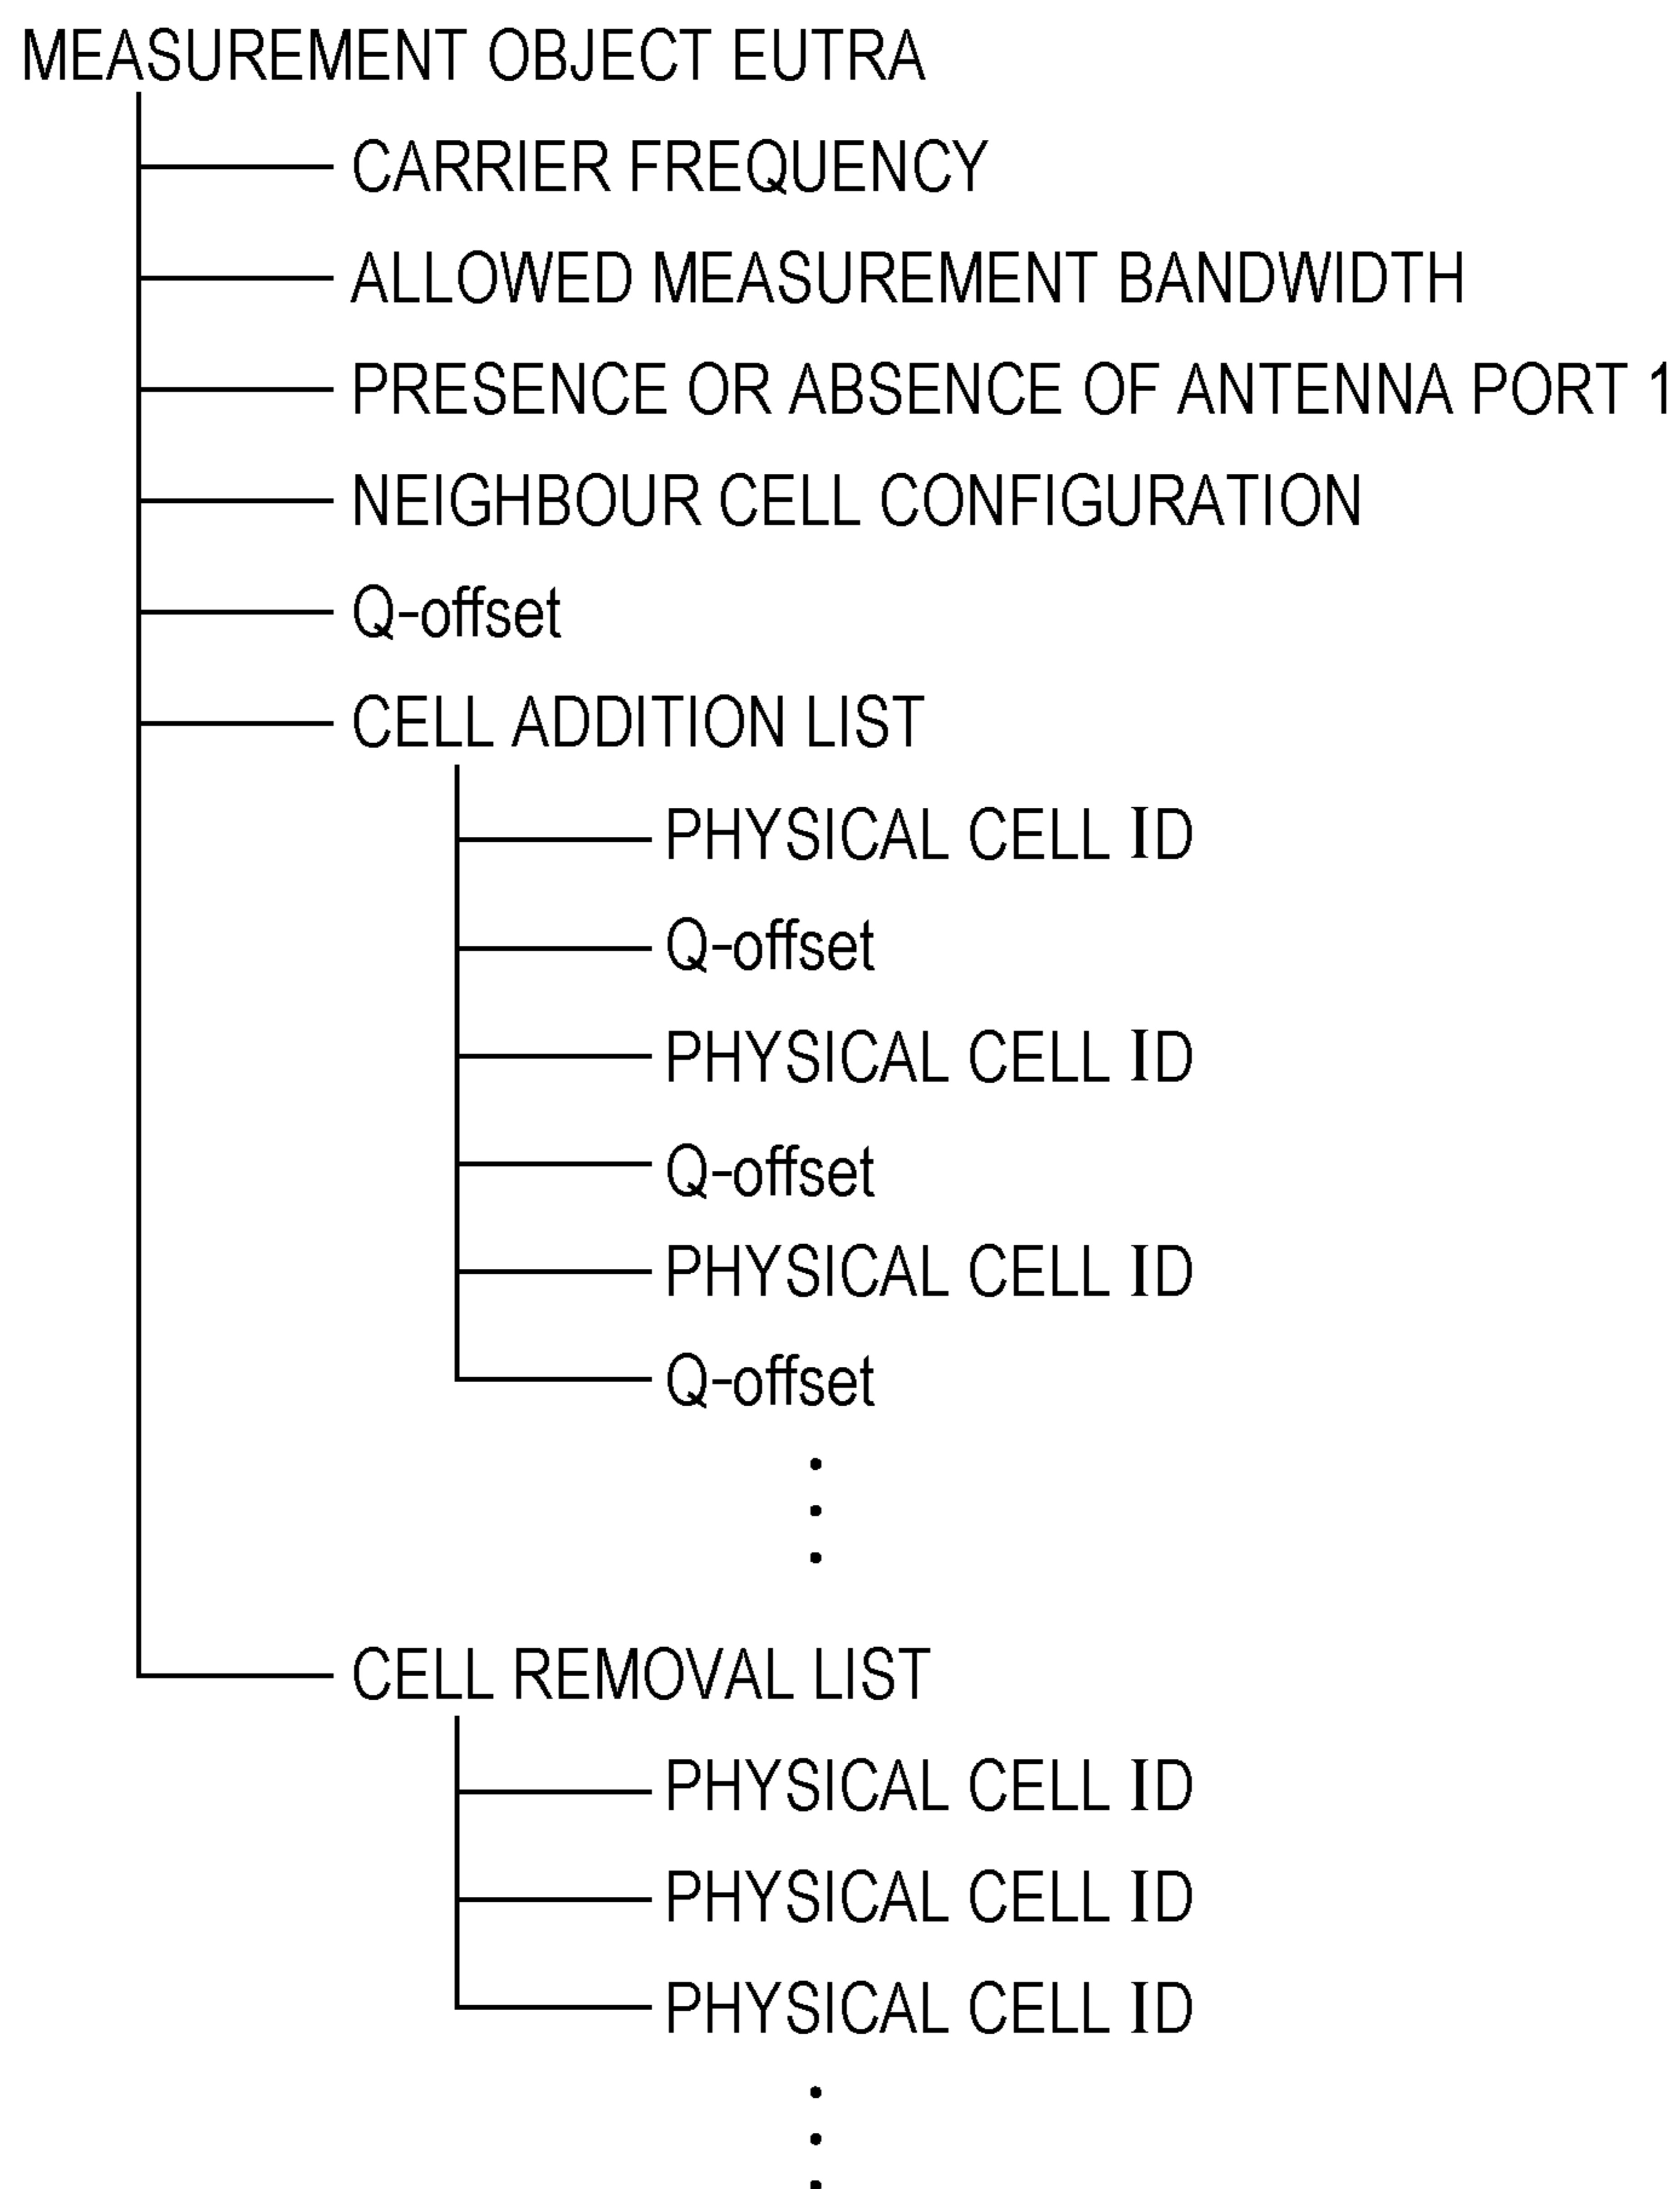 MEASUREMENT OBJECT EUTRA
CARRIER FREQUENCY
ALLOWED MEASUREMENT BANDWIDTH
PRESENCE OR ABSENCE OF ANTENNA PORT 1
NEIGHBOUR CELL CONFIGURATION
Q-offset
CELL ADDITION LIST
PHYSICAL CELL ID
Q-offset
PHYSICAL CELL ID
Q-offset
PHYSICAL CELL ID
Q-offset
CELL REMOVAL LIST
PHYSICAL CELL ID
PHYSICAL CELL ID
PHYSICAL CELL ID